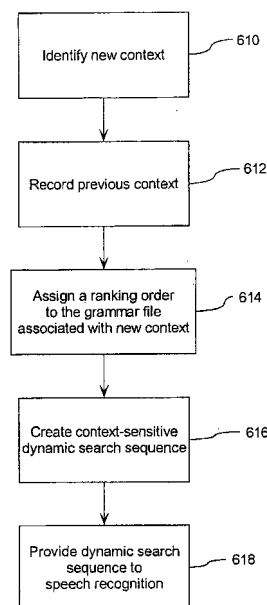 Identify new context
610
Record previous context
612
Assign a ranking order
to the grammar file
associated with new context
614
Create context-sensitive
dynamic search sequence
616
Provide dynamic search
sequence to
speech recognition
618